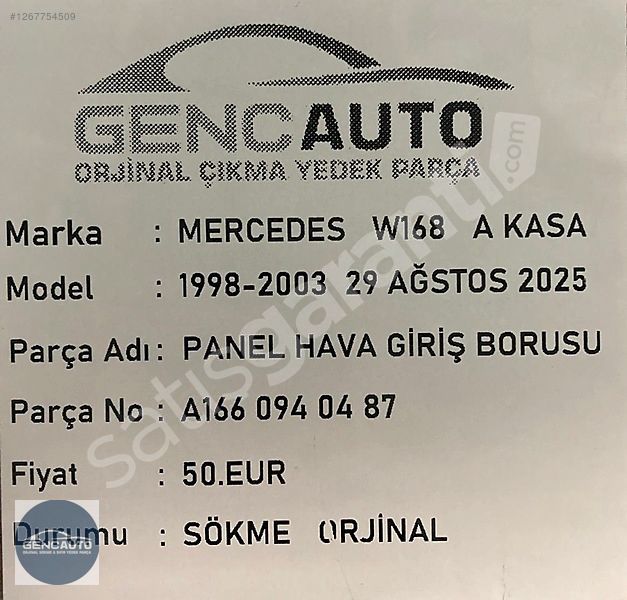 #1267754509
GENCAUTO
ORJİNAL ÇIKMA YEDEK PARÇA
satışgaranti.com
Marka : MERCEDES W168 A KASA
Model : 1998-2003 29 AĞSTOS 2025
Parça Adı : PANEL HAVA GİRİŞ BORUSU
Parça No : A166 094 04 87
Fiyat : 50.EUR
Durumu : SÖKME ORJİNAL
GENCAUTO